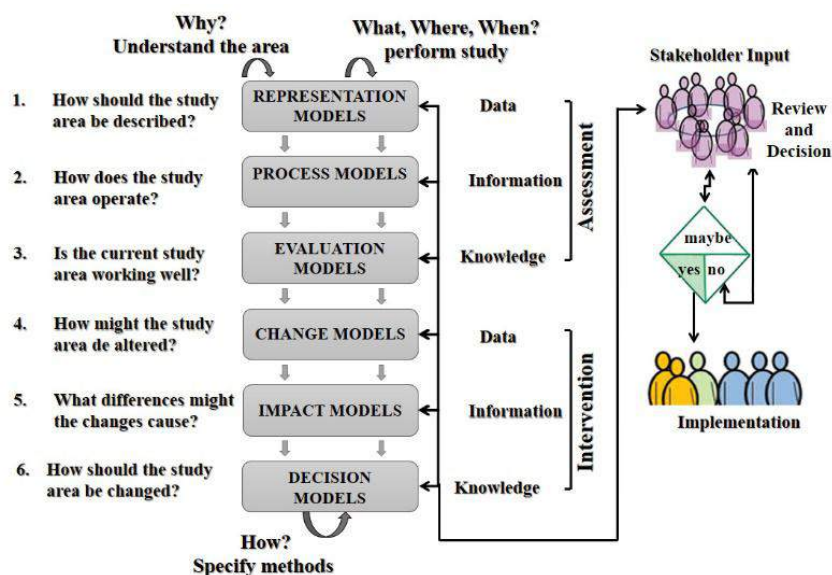 Why?
Understand the area
What, Where, When?
perform study
1. How should the study
area be described?
REPRESENTATION
MODELS
Data
2. How does the study
area operate?
PROCESS MODELS
Information
3. Is the current study
area working well?
EVALUATION
MODELS
Knowledge
Assessment
4. How might the study
area de altered?
CHANGE MODELS
Data
5. What differences might
the changes cause?
IMPACT MODELS
Information
6. How should the study
area be changed?
DECISION
MODELS
Knowledge
Intervention
How?
Specify methods
Stakeholder Input
Review
and
Decision
maybe
yes
no
Implementation